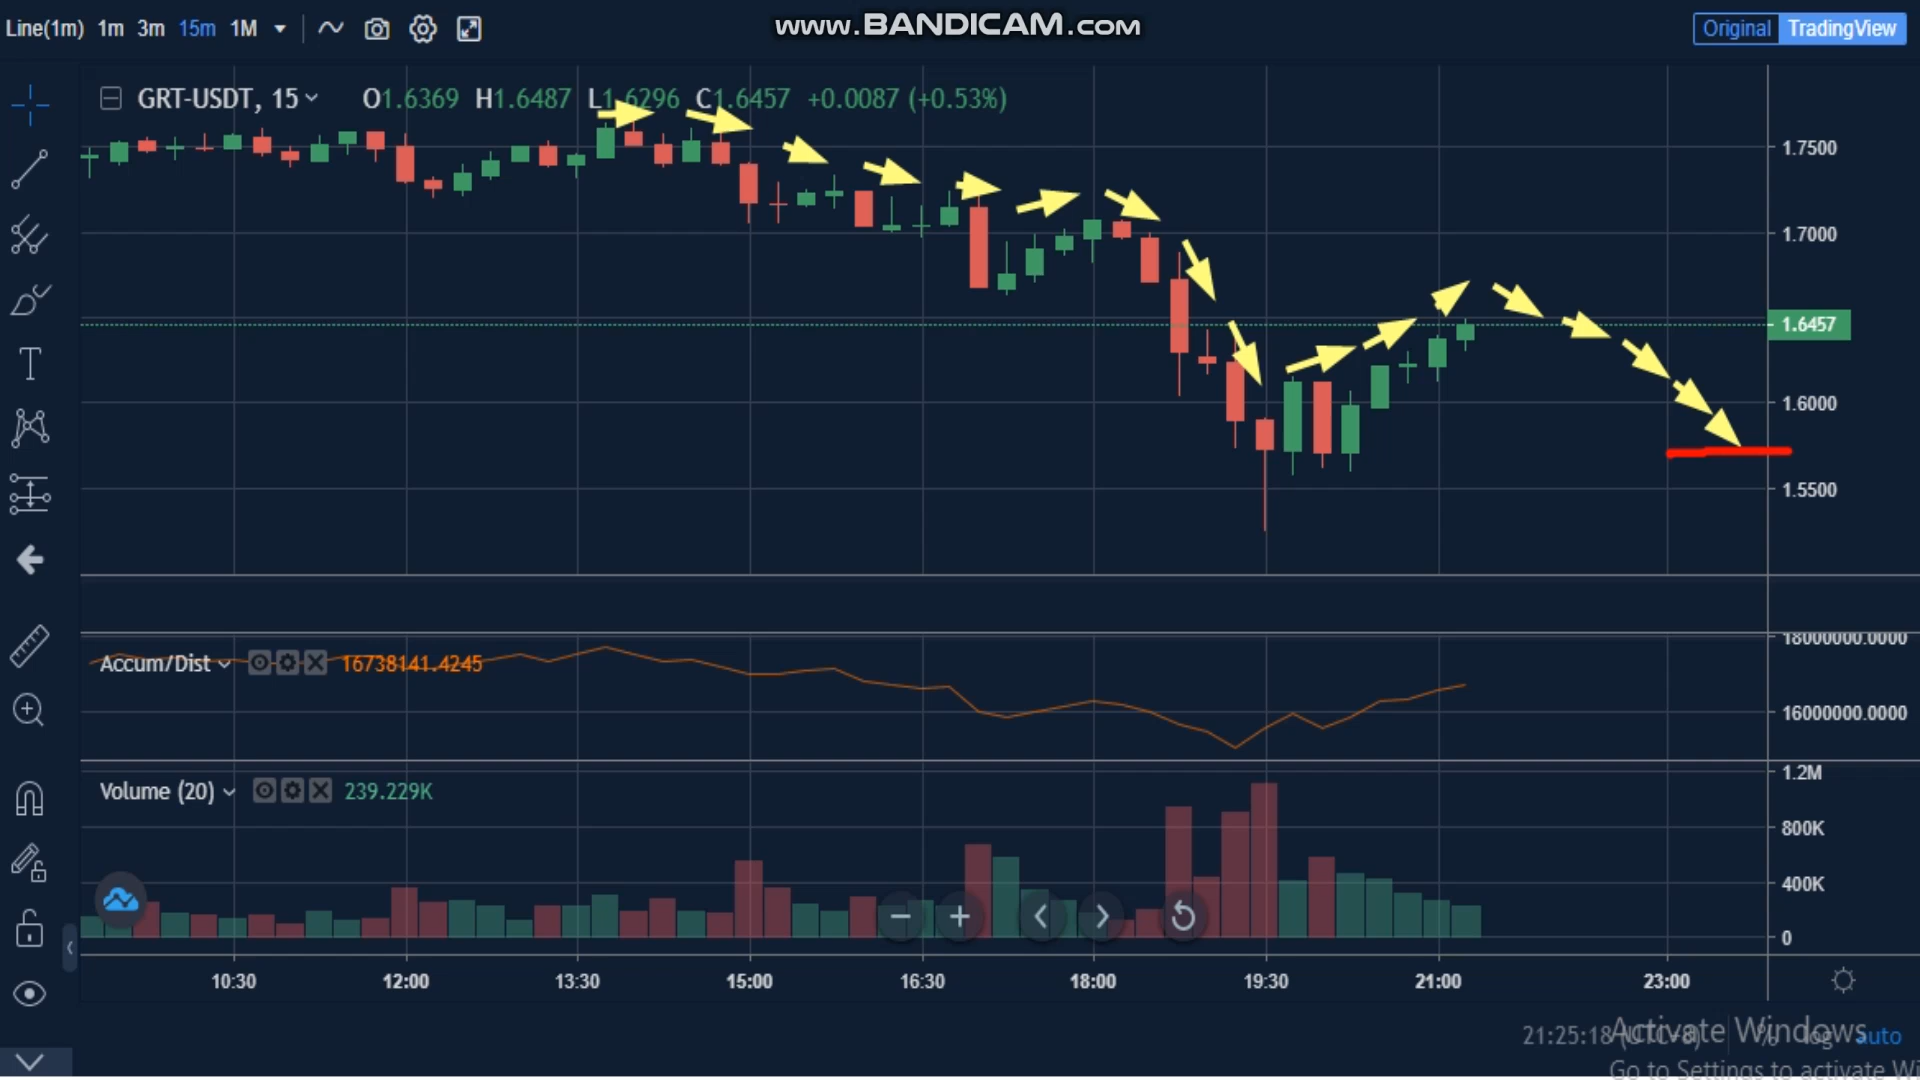 Line(1m) 1m 3m 15m 1M
www.BANDICAM.com
Original TradingView
GRT-USDT, 15 O1.6369 H1.6487 L1.6296 C1.6457 +0.0087 (+0.53%)
1.7500
1.7000
1.6457
1.6000
1.5500
Accum/Dist 16738141.4245
18000000.0000
16000000.0000
Volume (20) 239.229K
1.2M
800K
400K
0
10:30 12:00 13:30 15:00 16:30 18:00 19:30 21:00 23:00
21:25:18 (UTC+8) % log auto
Activate Windows
Go to Settings to activate Wi